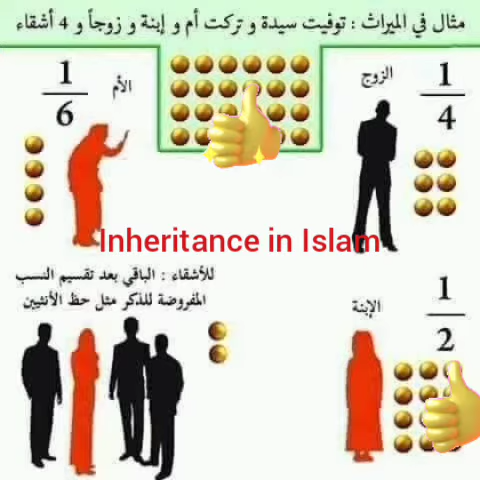 مثال في الميراث : توفيت سيدة و تركت أم و إبنة و زوجاً و 4 أشقاء
الزوج
1
4
الأم
1
6
Inheritance in Islam
للأشقاء : الباقي بعد تقسيم النسب
المفروضة للذكر مثل حظ الأنثيين
الإبنة
1
2